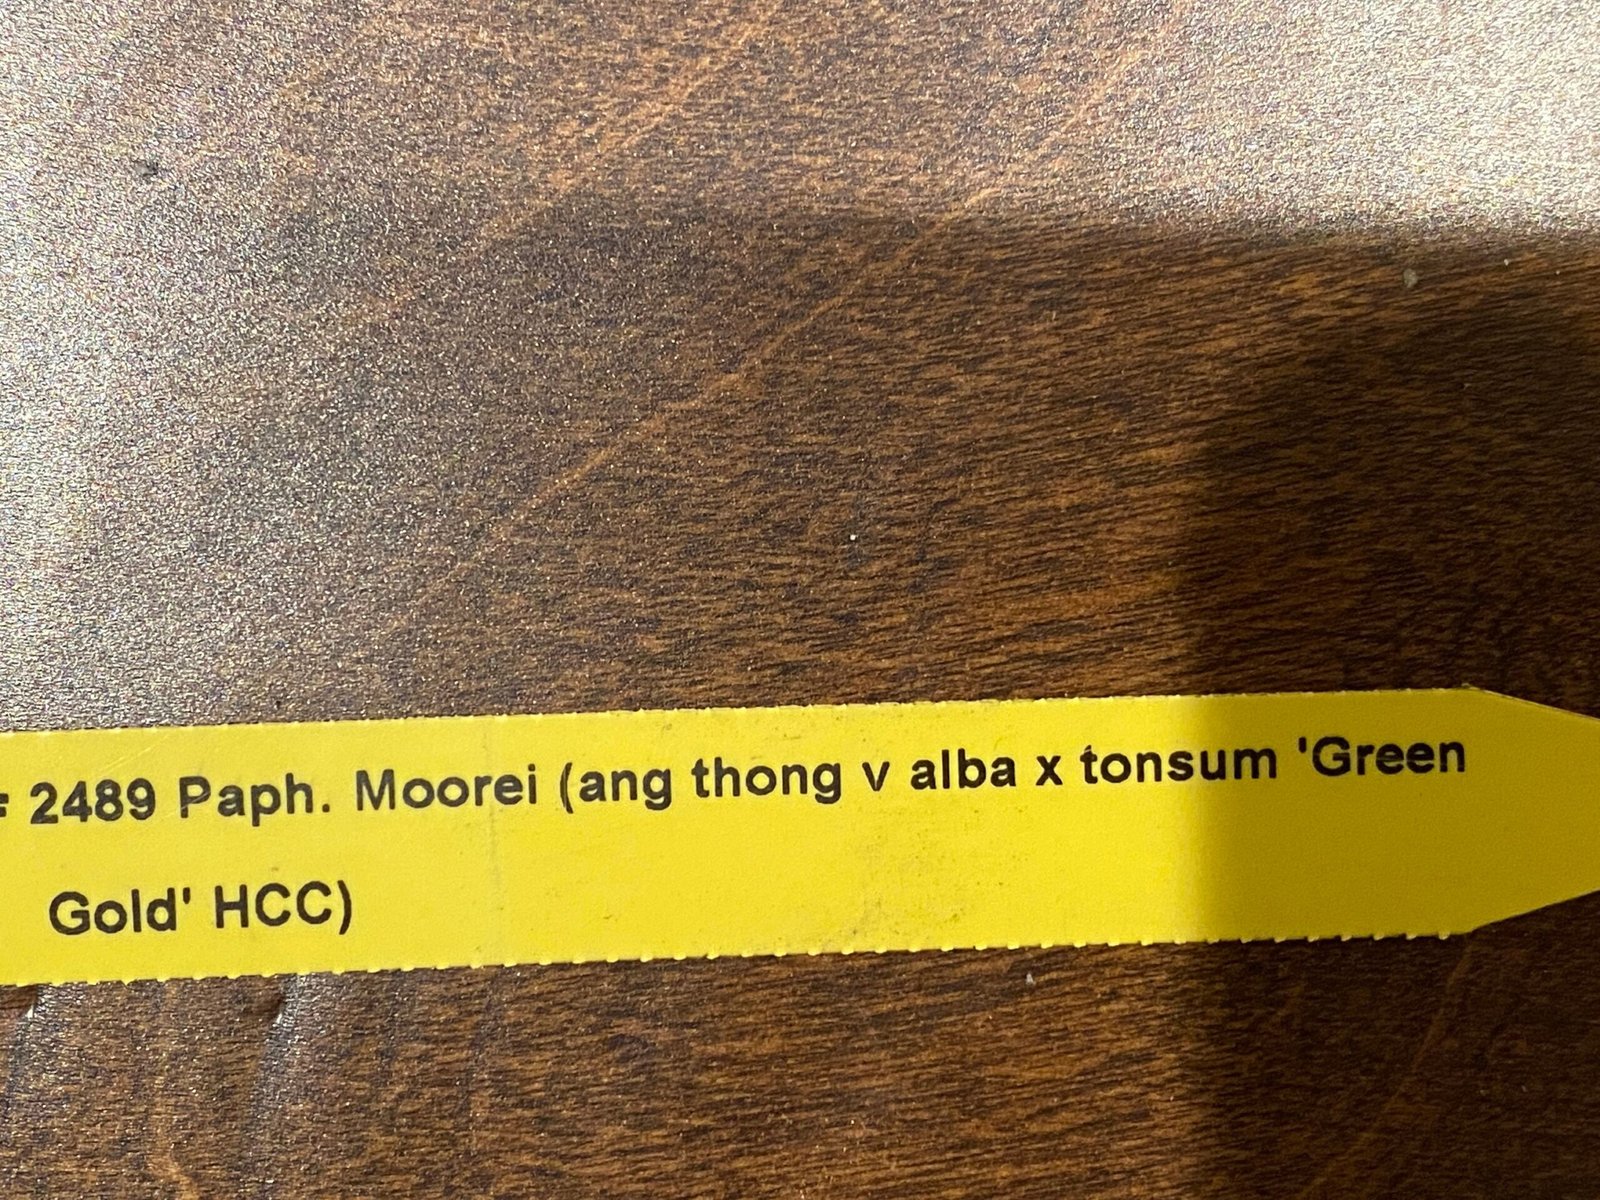 # 2489 Paph. Moorei (ang thong v alba x tonsum 'Green
Gold' HCC)